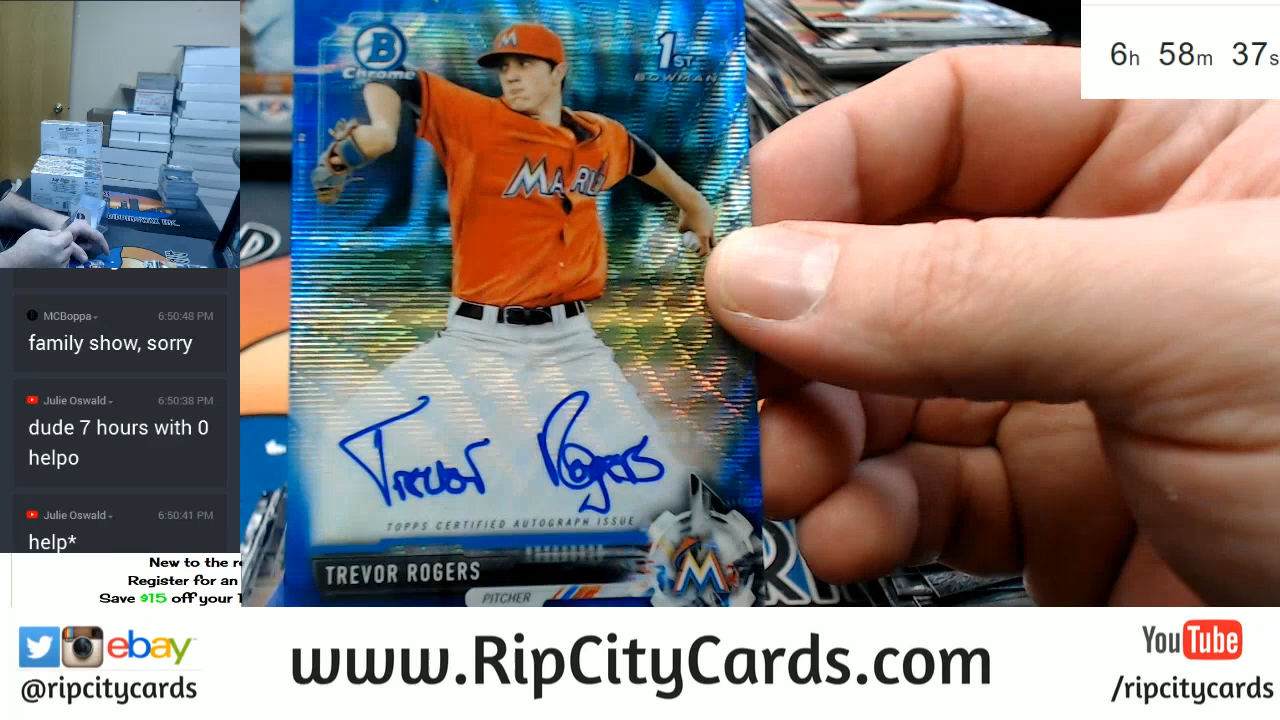 6h 58m 37s
B
Chrome
1ST
BOWMAN
M
MARLI
Trevor Rogers
TOPPS CERTIFIED AUTOGRAPH ISSUE
TREVOR ROGERS
PITCHER
M
MCBoppa
6:50:48 PM
family show, sorry
Julie Oswald
6:50:38 PM
dude 7 hours with 0
helpo
Julie Oswald
6:50:41 PM
help*
New to the r
Register for an
Save $15 off your 1
ebay
@ripcitycards
www.RipCityCards.com
YouTube
/ripcitycards